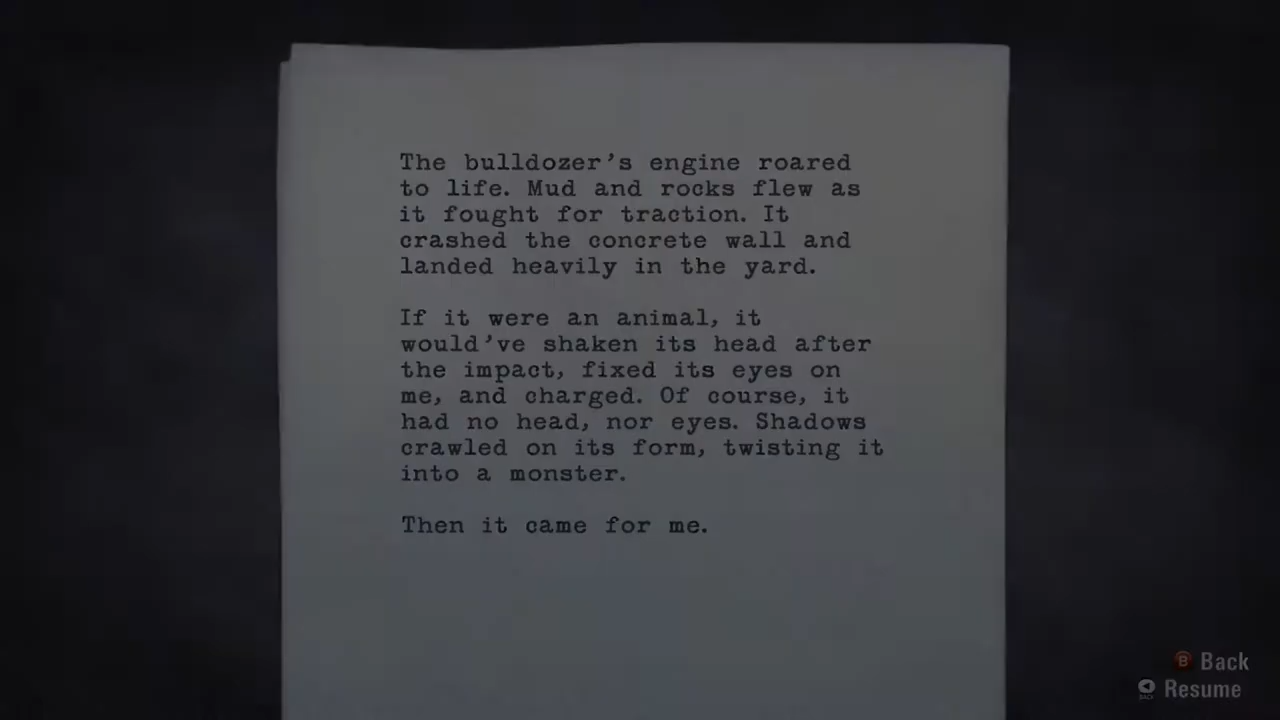 The bulldozer's engine roared
to life. Mud and rocks flew as
it fought for traction. It
crashed the concrete wall and
landed heavily in the yard.
If it were an animal, it
would've shaken its head after
the impact, fixed its eyes on
me, and charged. Of course, it
had no head, nor eyes. Shadows
crawled on its form, twisting it
into a monster.
Then it came for me.
B Back
BACK Resume